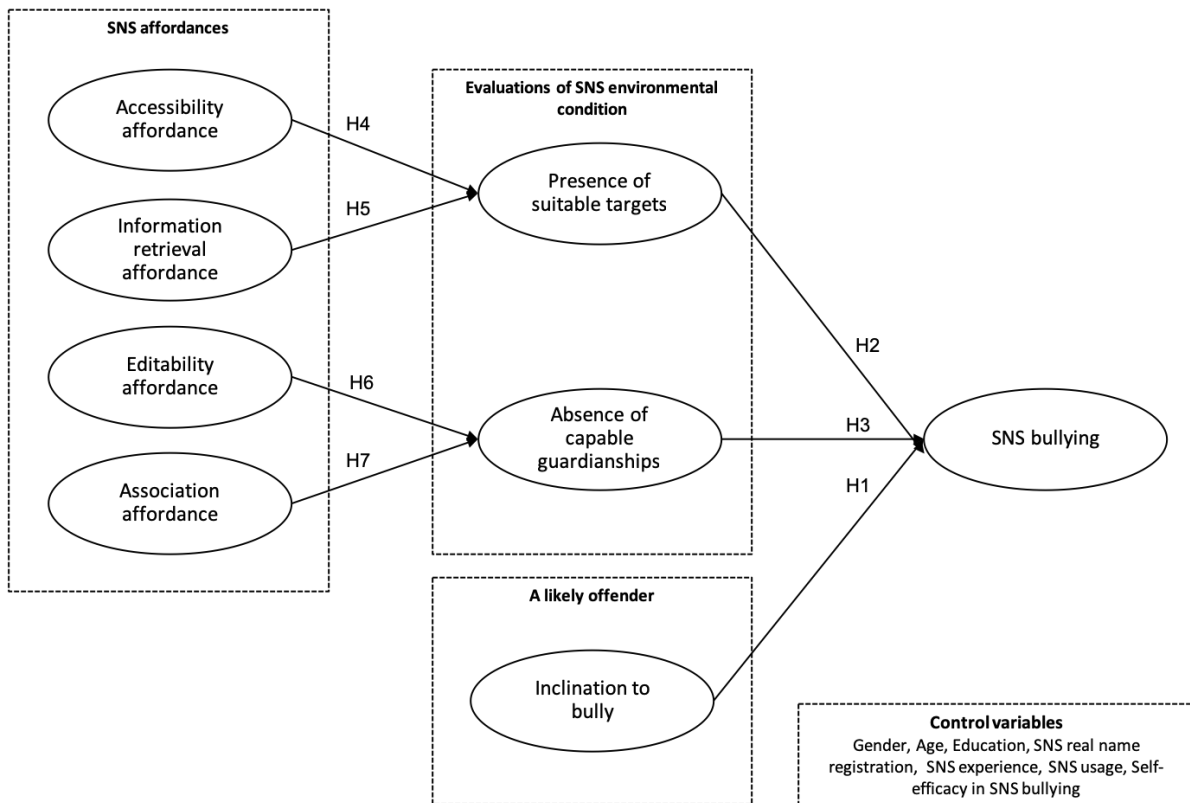 SNS affordances
Accessibility
affordance
Information
retrieval
affordance
Editability
affordance
Association
affordance
H4
H5
H6
H7
Evaluations of SNS environmental
condition
Presence of
suitable targets
Absence of
capable
guardianships
A likely offender
Inclination to
bully
H2
H3
H1
SNS bullying
Control variables
Gender, Age, Education, SNS real name
registration, SNS experience, SNS usage, Self-
efficacy in SNS bullying